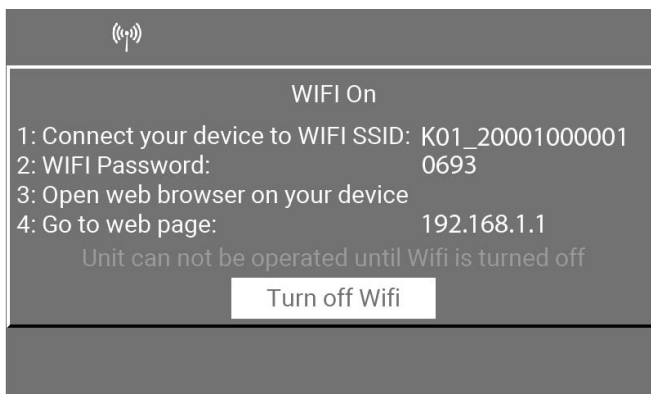 WIFI On
1: Connect your device to WIFI SSID: K01_20001000001
2: WIFI Password: 0693
3: Open web browser on your device
4: Go to web page: 192.168.1.1
Unit can not be operated until Wifi is turned off
Turn off Wifi